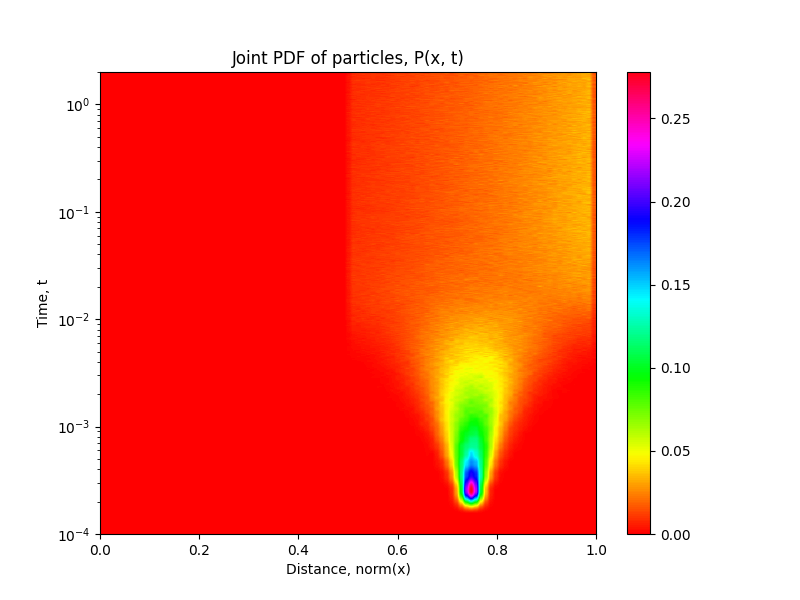 Joint PDF of particles, P(x, t)
Time, t
10⁰
10⁻¹
10⁻²
10⁻³
10⁻⁴
0.0 0.2 0.4 0.6 0.8 1.0
Distance, norm(x)
0.25
0.20
0.15
0.10
0.05
0.00